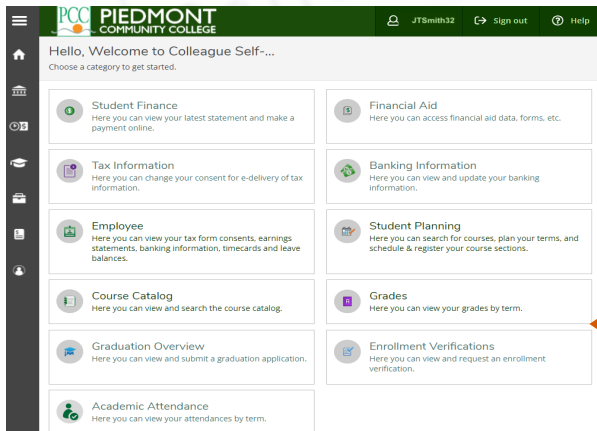 PCC PIEDMONT
COMMUNITY COLLEGE
JTSmith32
Sign out
Help
Hello, Welcome to Colleague Self-...
Choose a category to get started.
Student Finance
Here you can view your latest statement and make a
payment online.
Financial Aid
Here you can access financial aid data, forms, etc.
Tax Information
Here you can change your consent for e-delivery of tax
information.
Banking Information
Here you can view and update your banking
information.
Employee
Here you can view your tax form consents, earnings
statements, banking information, timecards and leave
balances.
Student Planning
Here you can search for courses, plan your terms, and
schedule & register your course sections.
Course Catalog
Here you can view and search the course catalog.
Grades
Here you can view your grades by term.
Graduation Overview
Here you can view and submit a graduation application.
Enrollment Verifications
Here you can view and request an enrollment
verification.
Academic Attendance
Here you can view your attendances by term.